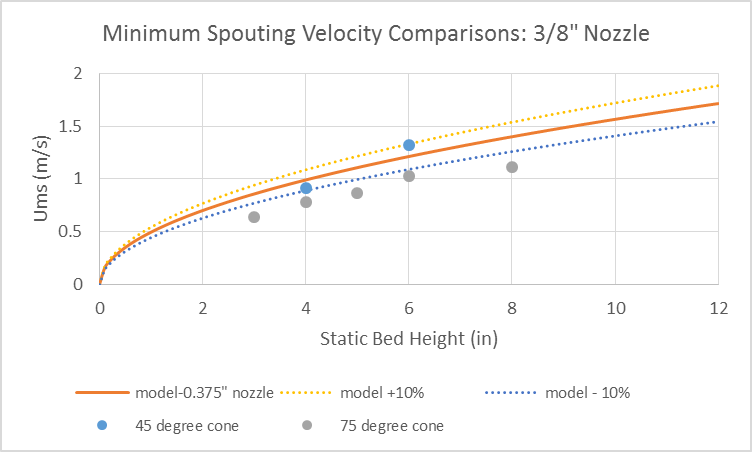 Minimum Spouting Velocity Comparisons: 3/8" Nozzle
2
1.5
1
0.5
0
Ums (m/s)
0 2 4 6 8 10 12
Static Bed Height (in)
model-0.375" nozzle model +10% model - 10%
45 degree cone 75 degree cone